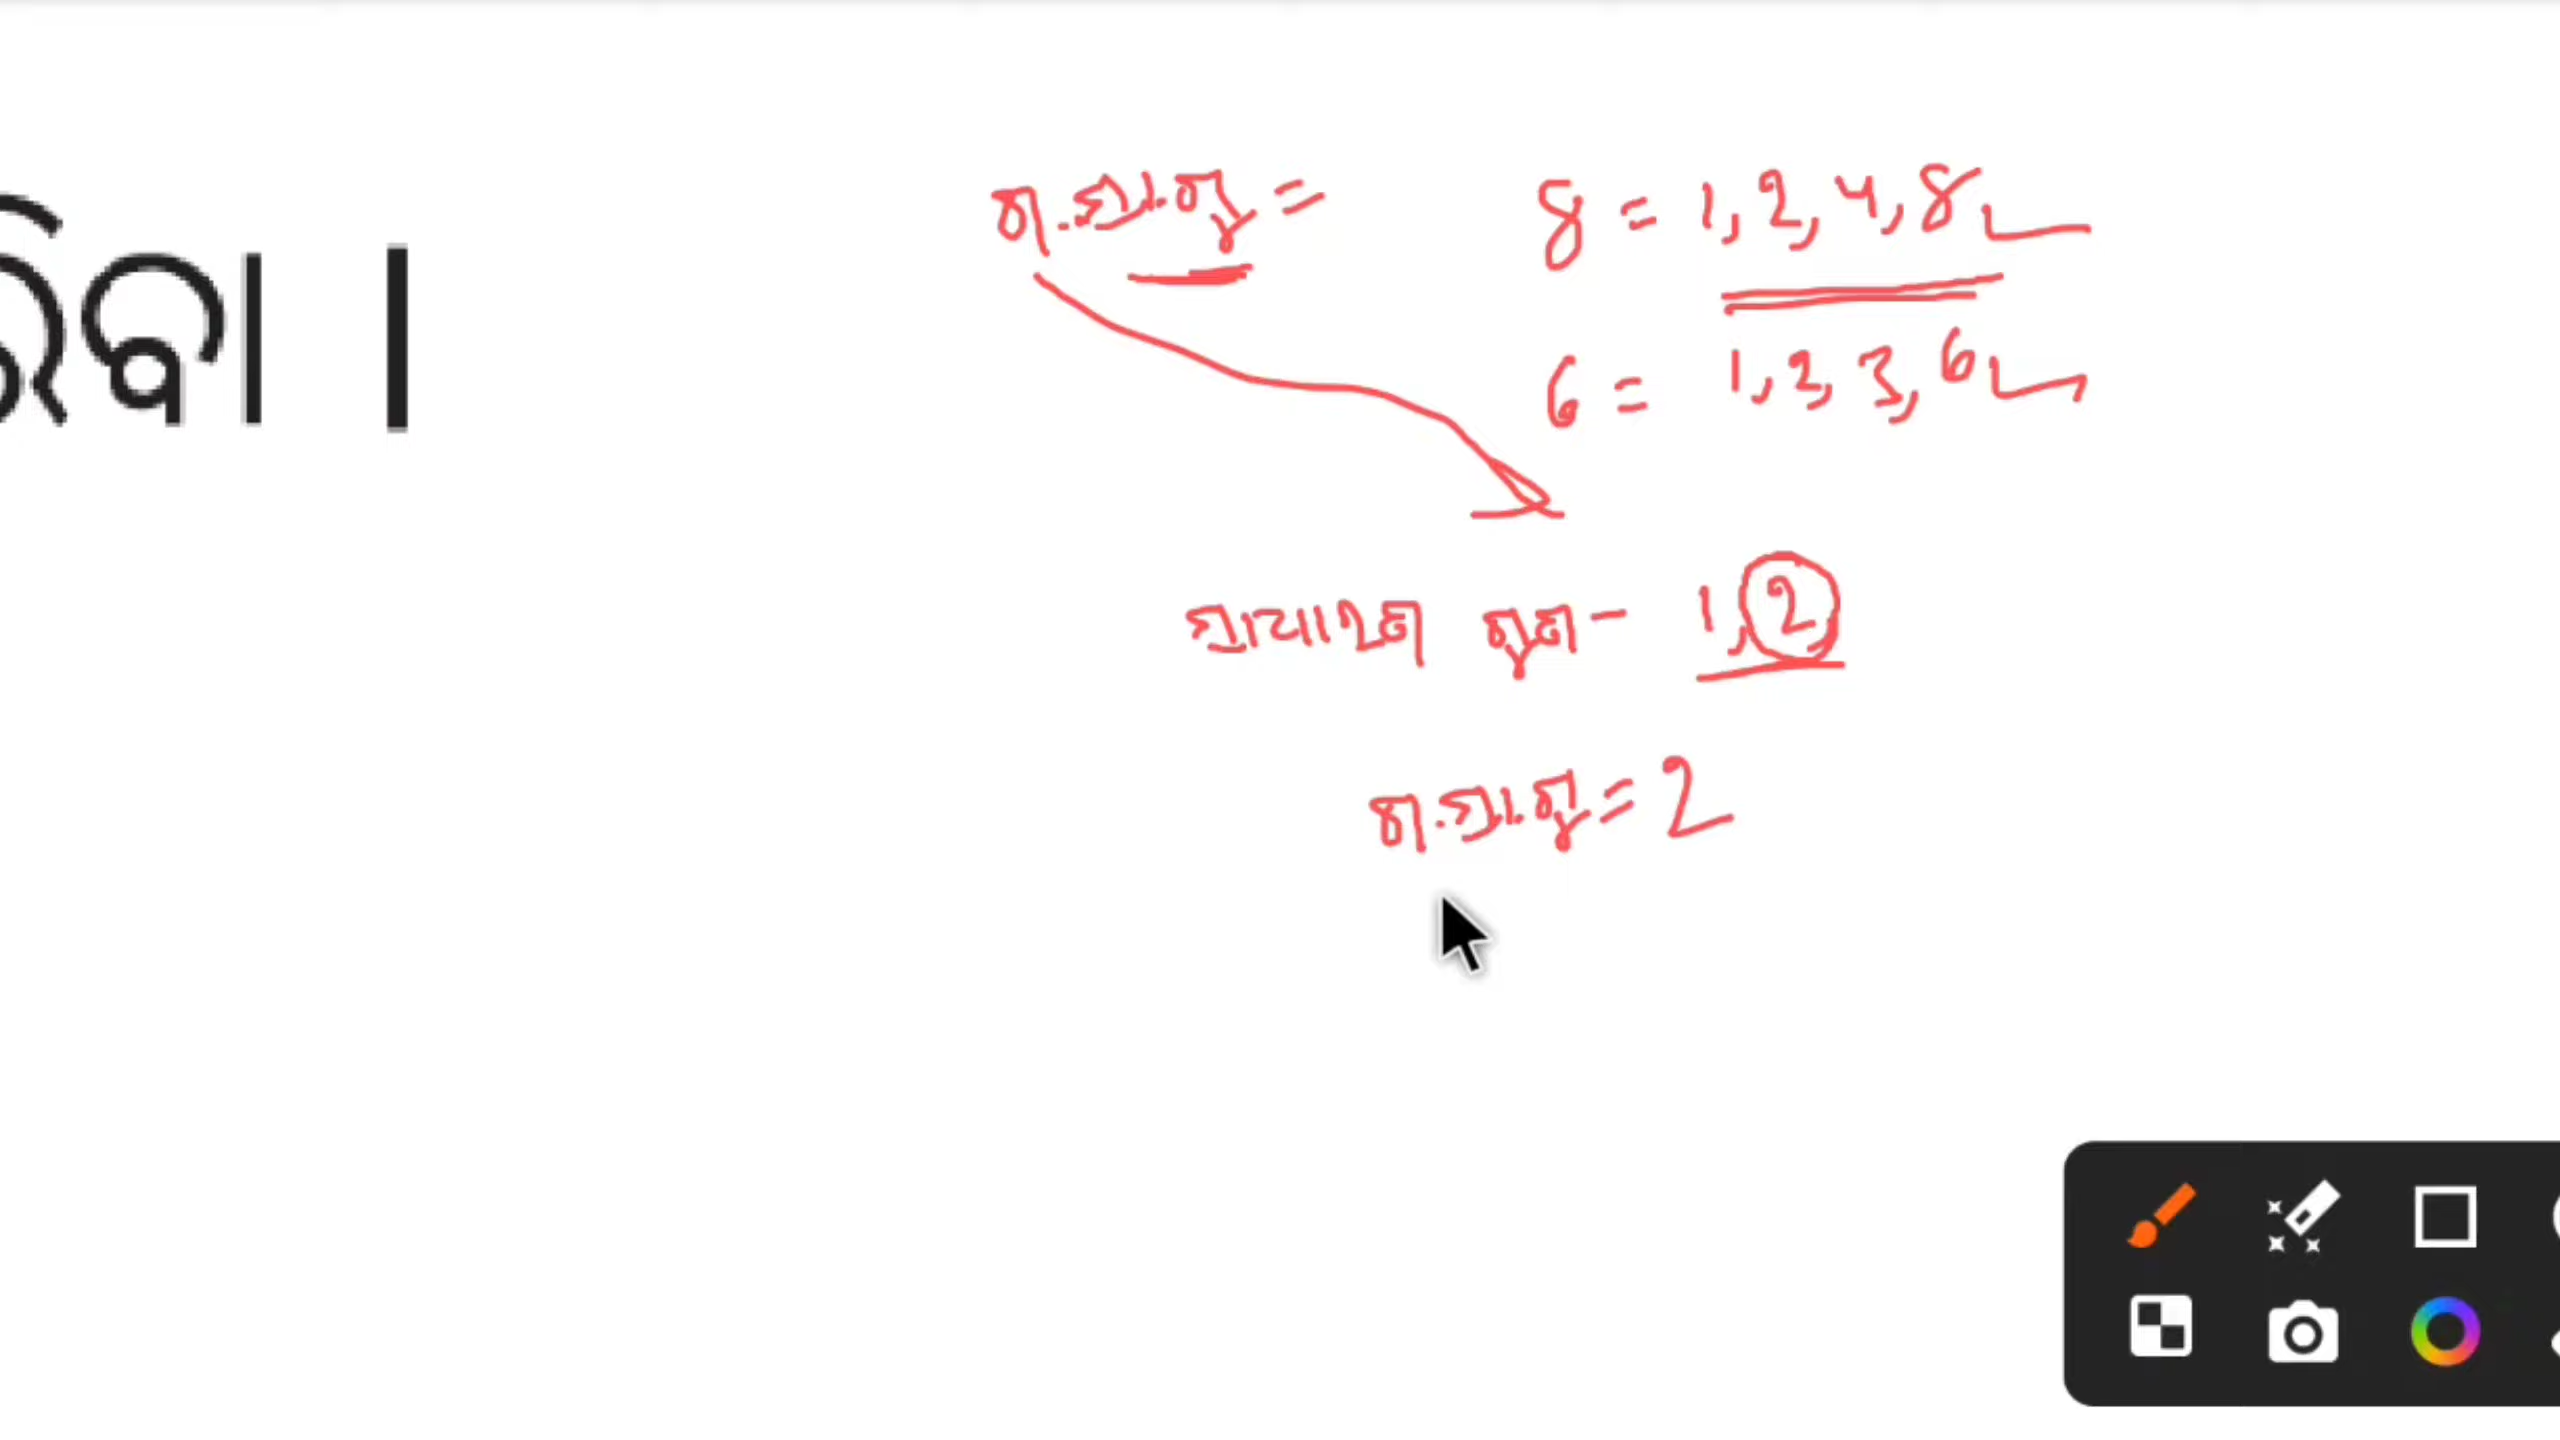 ଗ.ସା.ଗୁ = 8 = 1, 2, 4, 8
ିବା ।
6 = 1, 2, 3, 6
ସାଧାରଣ ଗୁଣ - 1, 2,
ଗ.ସା.ଗୁ = 2